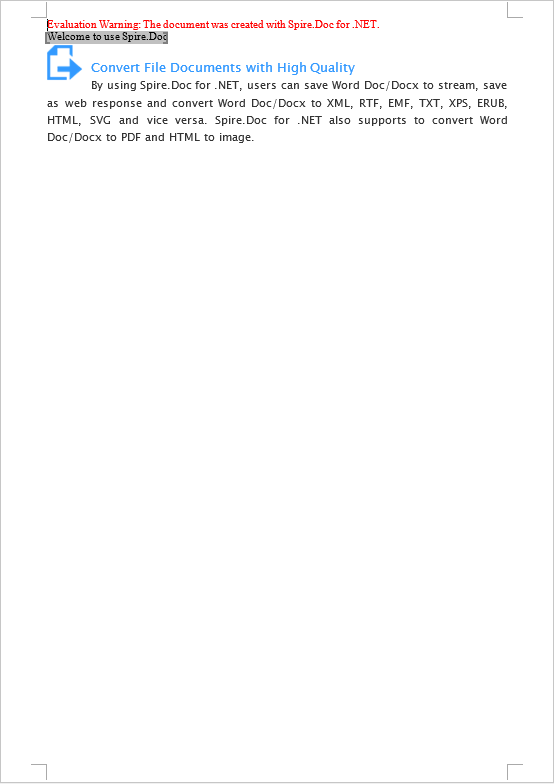 Evaluation Warning: The document was created with Spire.Doc for .NET.
Welcome to use Spire.Doc
Convert File Documents with High Quality
By using Spire.Doc for .NET, users can save Word Doc/Docx to stream, save
as web response and convert Word Doc/Docx to XML, RTF, EMF, TXT, XPS, ERUB,
HTML, SVG and vice versa. Spire.Doc for .NET also supports to convert Word
Doc/Docx to PDF and HTML to image.